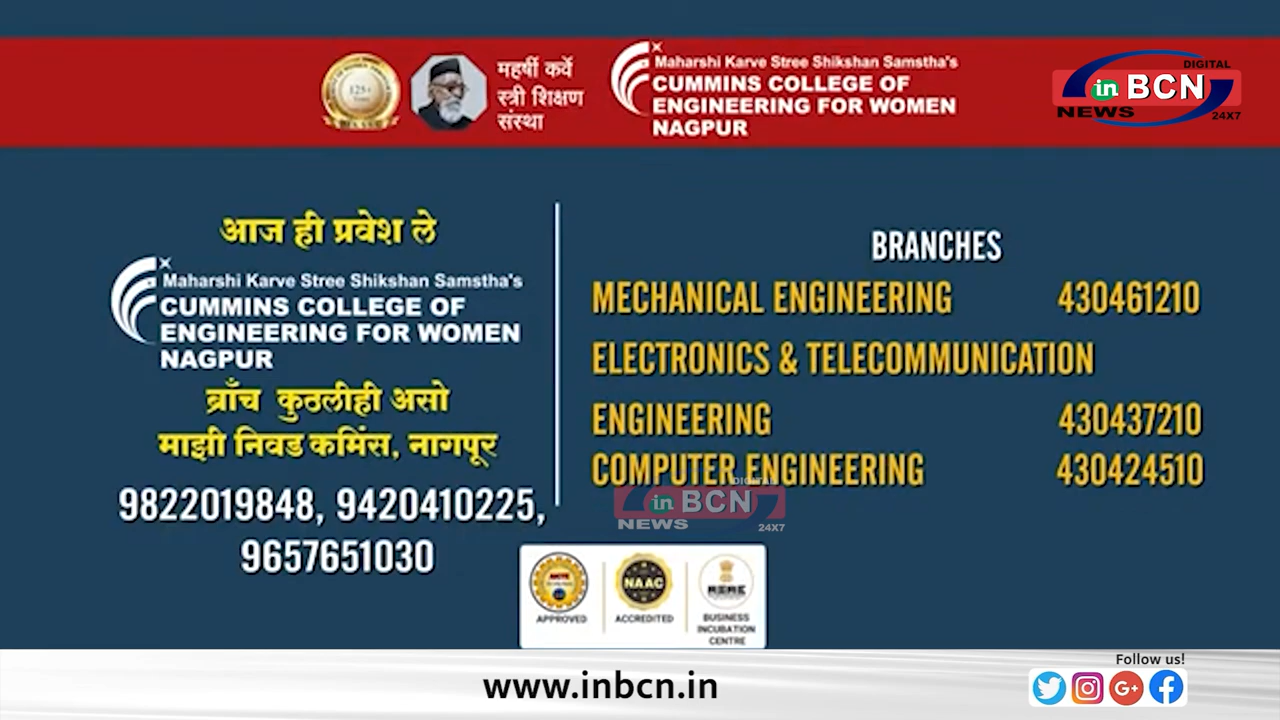 महर्षी कर्वे
स्त्री शिक्षण
संस्था
Maharshi Karve Stree Shikshan Samstha's
CUMMINS COLLEGE OF
ENGINEERING FOR WOMEN
NAGPUR
DIGITAL
in BCN
NEWS 24X7
आज ही प्रवेश ले
Maharshi Karve Stree Shikshan Samstha's
CUMMINS COLLEGE OF
ENGINEERING FOR WOMEN
NAGPUR
ब्राँच कुठलीही असो
माझी निवड कमिंस, नागपूर
9822019848, 9420410225,
9657651030
BRANCHES
MECHANICAL ENGINEERING 430461210
ELECTRONICS & TELECOMMUNICATION
ENGINEERING 430437210
COMPUTER ENGINEERING 430424510
DIGITAL
in BCN
NEWS 24X7
APPROVED
NAAC
ACCREDITED
BUSINESS
INCUBATION
CENTRE
www.inbcn.in
Follow us!